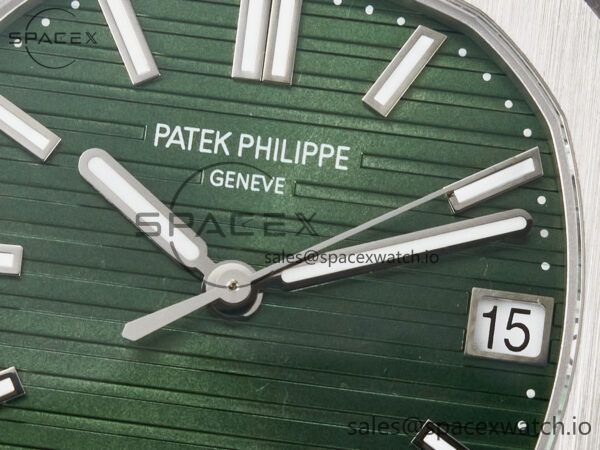 SPACEX
PATEK PHILIPPE
GENEVE
SPACEX
sales@spacexwatch.io
15
sales@spacexwatch.io